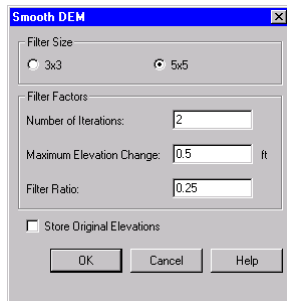 Smooth DEM
Filter Size
3x3 5x5
Filter Factors
Number of Iterations: 2
Maximum Elevation Change: 0.5 ft
Filter Ratio: 0.25
Store Original Elevations
OK Cancel Help